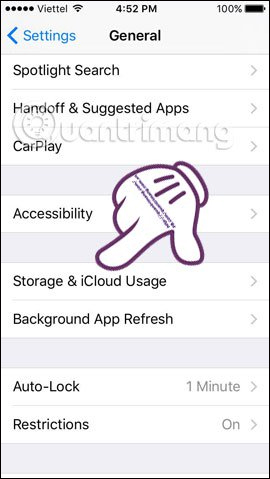 Viettel 4:52 PM 100%
Settings General
Spotlight Search
Handoff & Suggested Apps
Quantrimang
CarPlay
Accessibility
Storage & iCloud Usage
Background App Refresh
Auto-Lock 1 Minute
Restrictions On